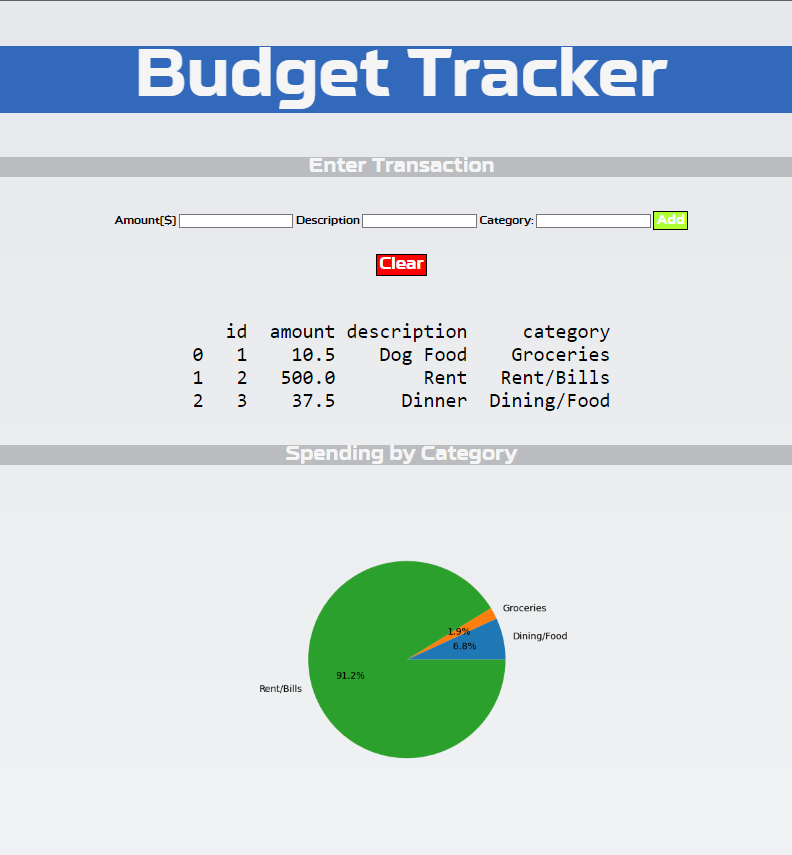 Budget Tracker
Enter Transaction
Amount[$] Description Category: Add
Clear
id amount description category
0 1 10.5 Dog Food Groceries
1 2 500.0 Rent Rent/Bills
2 3 37.5 Dinner Dining/Food
Spending by Category
Groceries
1.9%
Dining/Food
6.8%
91.2%
Rent/Bills